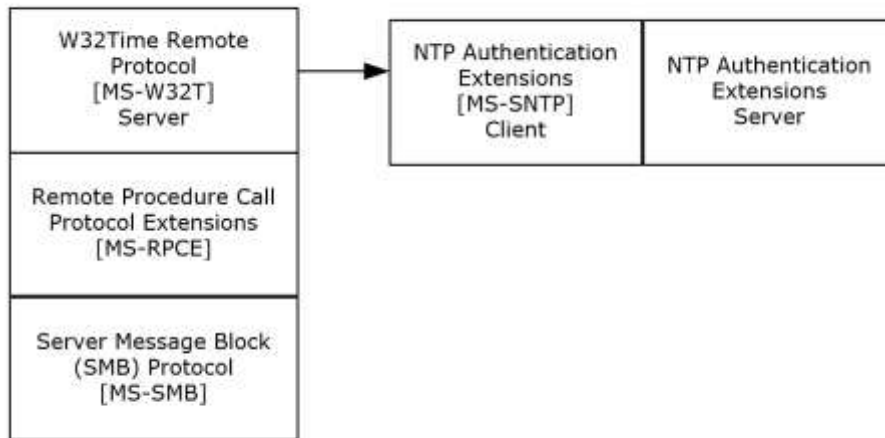 W32Time Remote
Protocol
[MS-W32T]
Server
NTP Authentication
Extensions
[MS-SNTP]
Client
NTP Authentication
Extensions
Server
Remote Procedure Call
Protocol Extensions
[MS-RPCE]
Server Message Block
(SMB) Protocol
[MS-SMB]